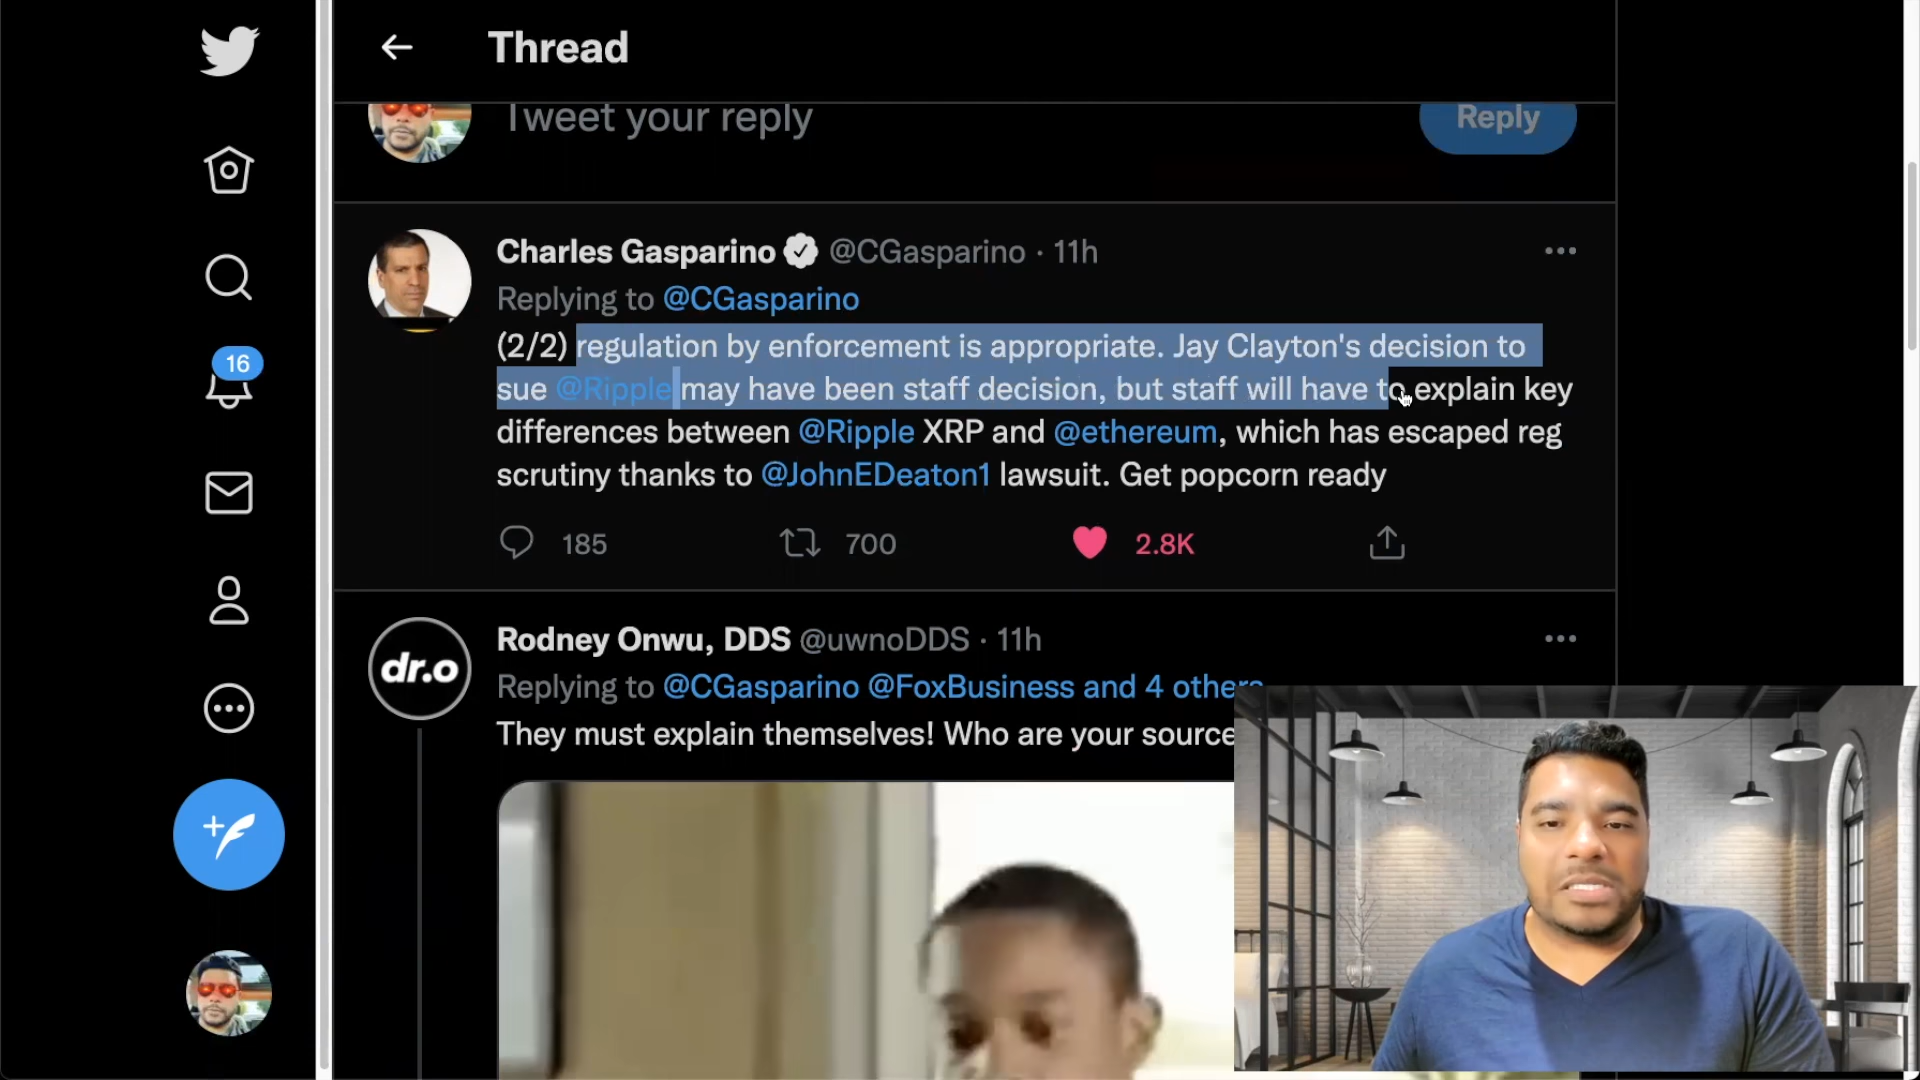 Thread
Tweet your reply
Reply
16
Charles Gasparino @CGasparino · 11h
Replying to @CGasparino
(2/2) regulation by enforcement is appropriate. Jay Clayton's decision to
sue @Ripple may have been staff decision, but staff will have to explain key
differences between @Ripple XRP and @ethereum, which has escaped reg
scrutiny thanks to @JohnEDeaton1 lawsuit. Get popcorn ready
185 700 2.8K
dr.o
Rodney Onwu, DDS @uwnoDDS · 11h
Replying to @CGasparino @FoxBusiness and 4 others
They must explain themselves! Who are your source